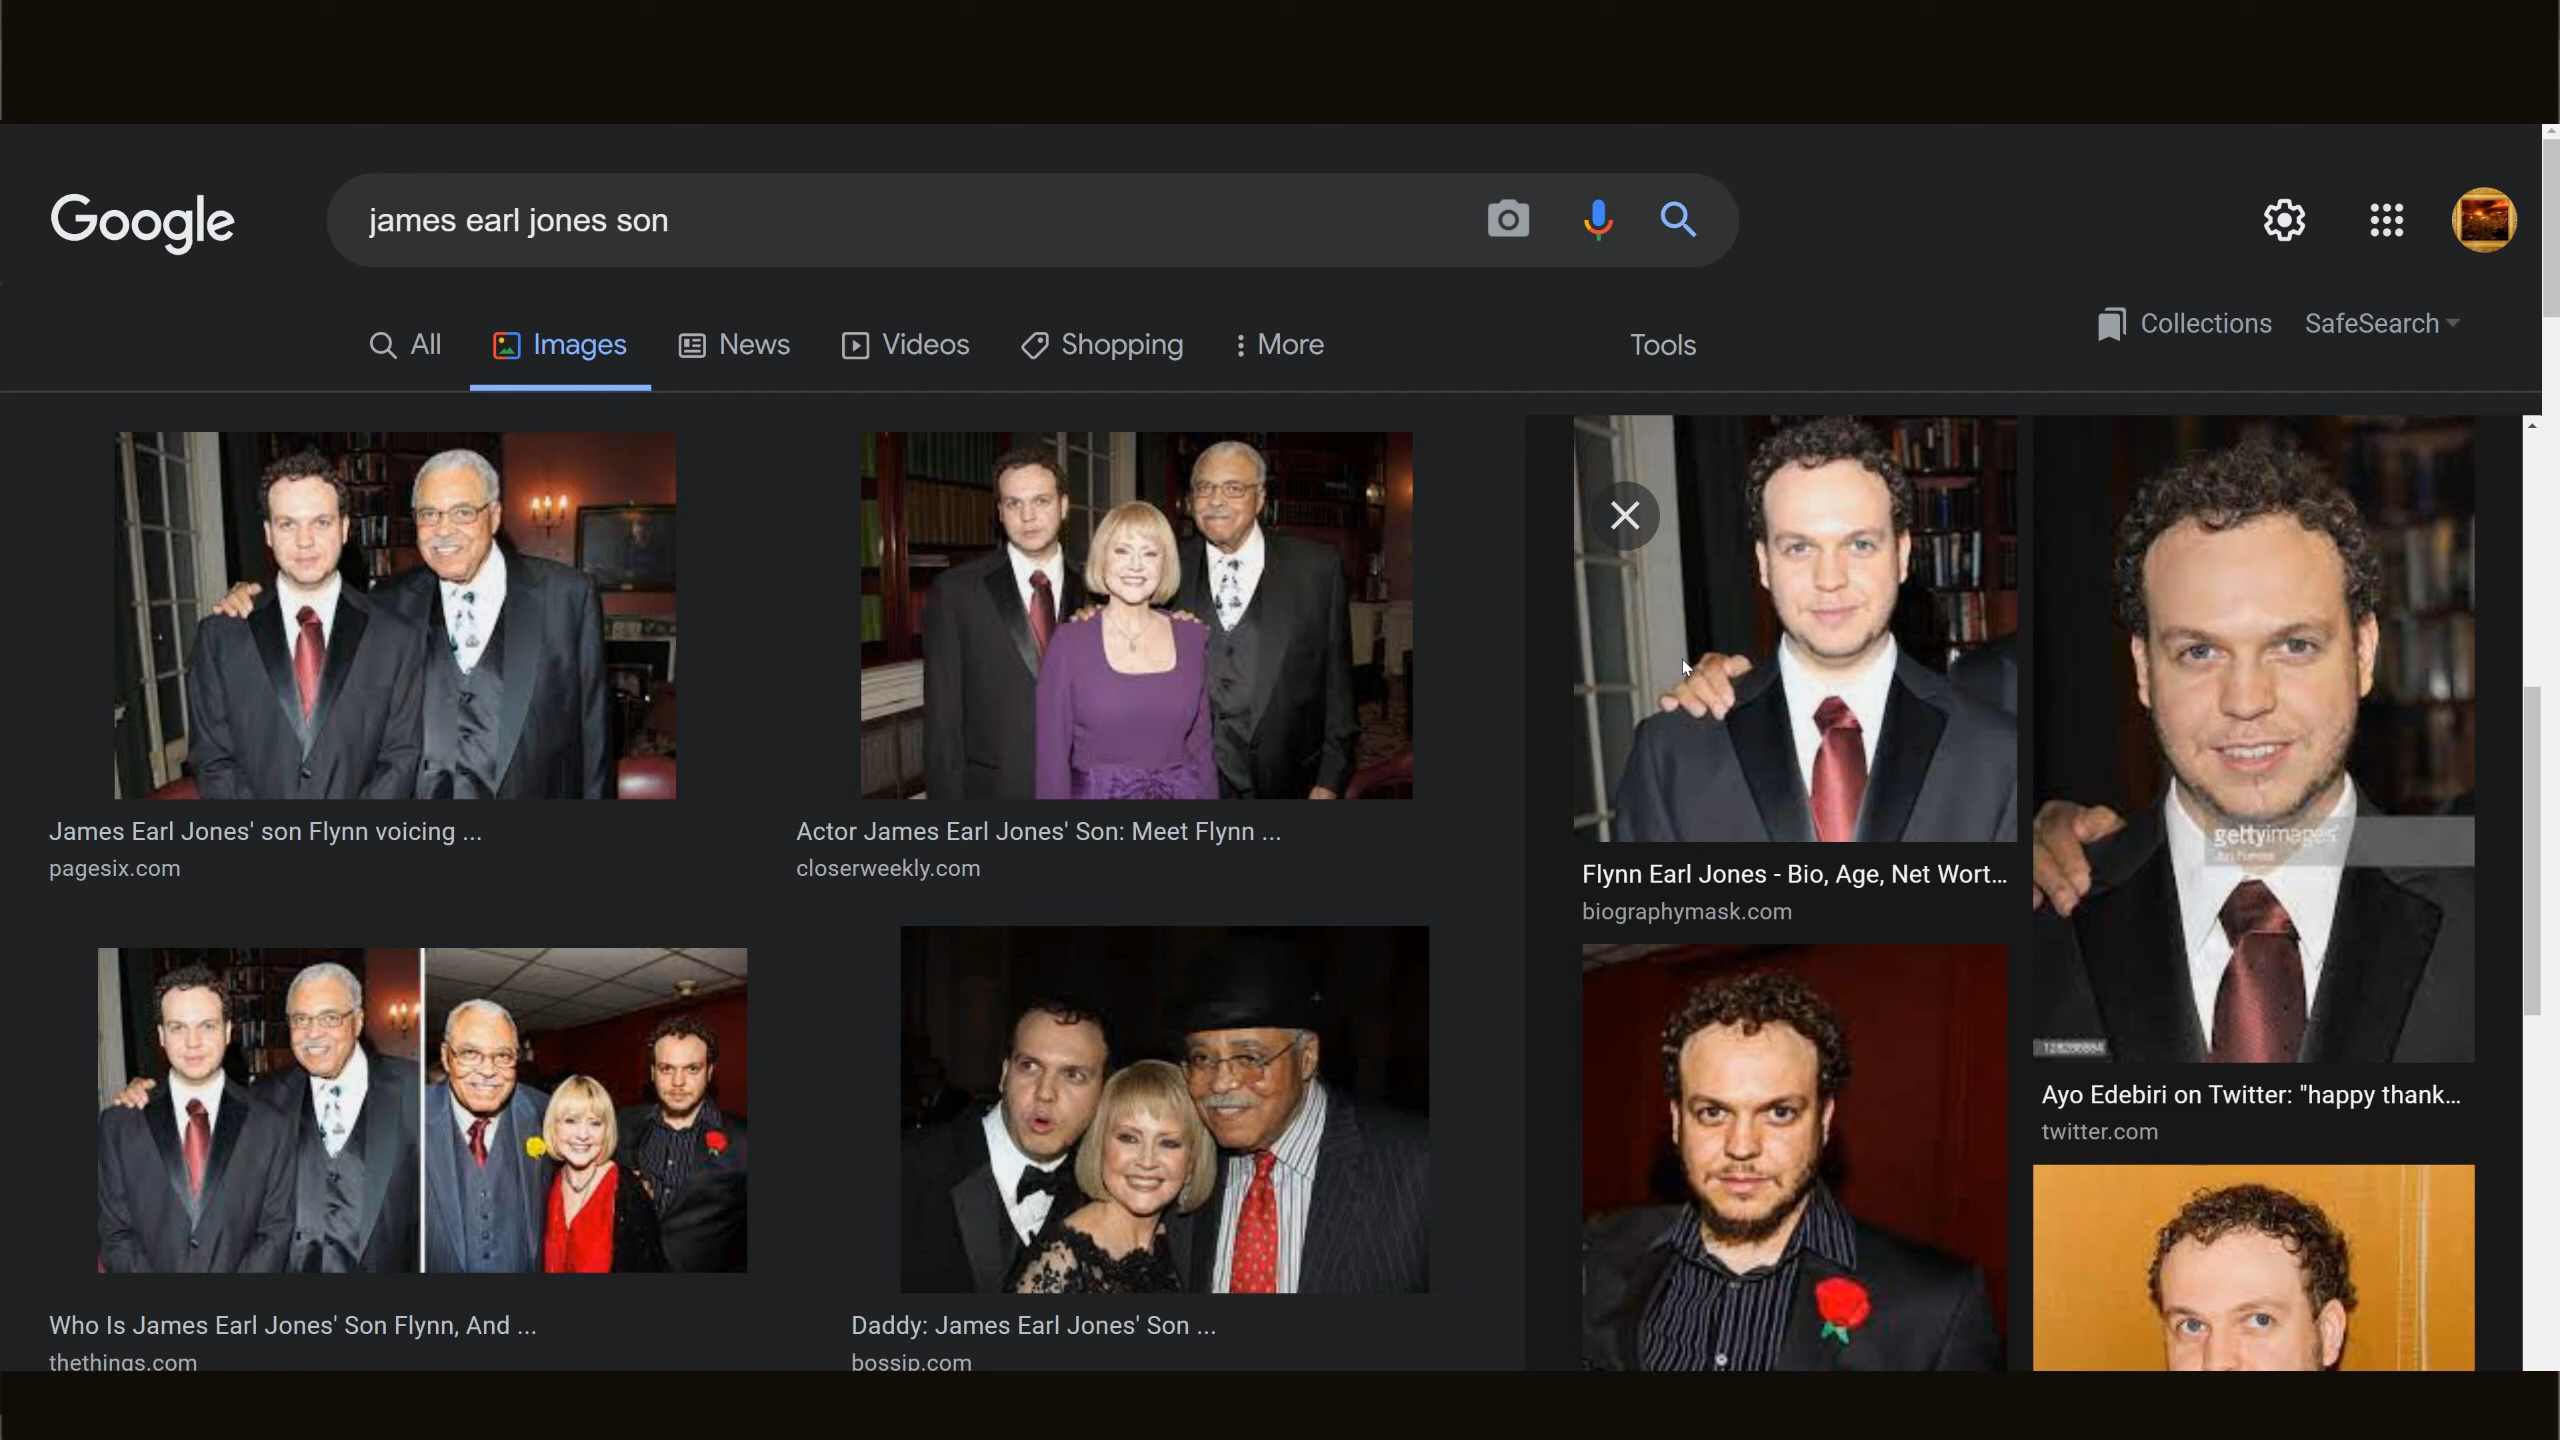 Google
james earl jones son
All
Images
News
Videos
Shopping
More
Tools
Collections
SafeSearch
James Earl Jones' son Flynn voicing ...
pagesix.com
Actor James Earl Jones' Son: Meet Flynn ...
closerweekly.com
Who Is James Earl Jones' Son Flynn, And ...
thethings.com
Daddy: James Earl Jones' Son ...
bossip.com
Flynn Earl Jones - Bio, Age, Net Wort...
biographymask.com
gettyimages
Ayo Edebiri on Twitter: "happy thank...
twitter.com